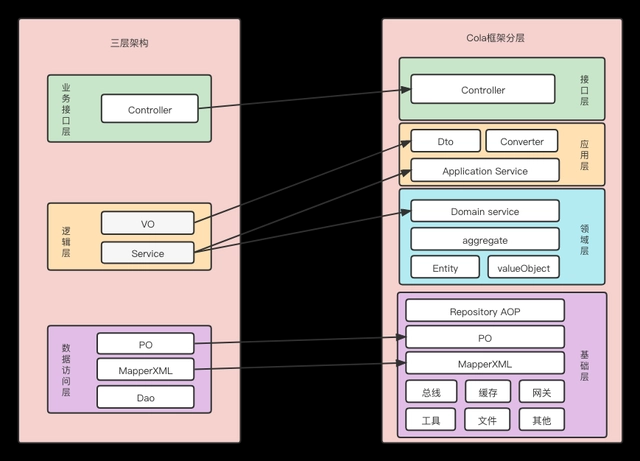 三层架构
业务接口层
Controller
逻辑层
VO
Service
数据访问层
PO
MapperXML
Dao
Cola框架分层
Controller
接口层
Dto
Converter
Application Service
应用层
Domain service
aggregate
Entity
valueObject
领域层
Repository AOP
PO
MapperXML
总线
缓存
网关
工具
文件
其他
基础层